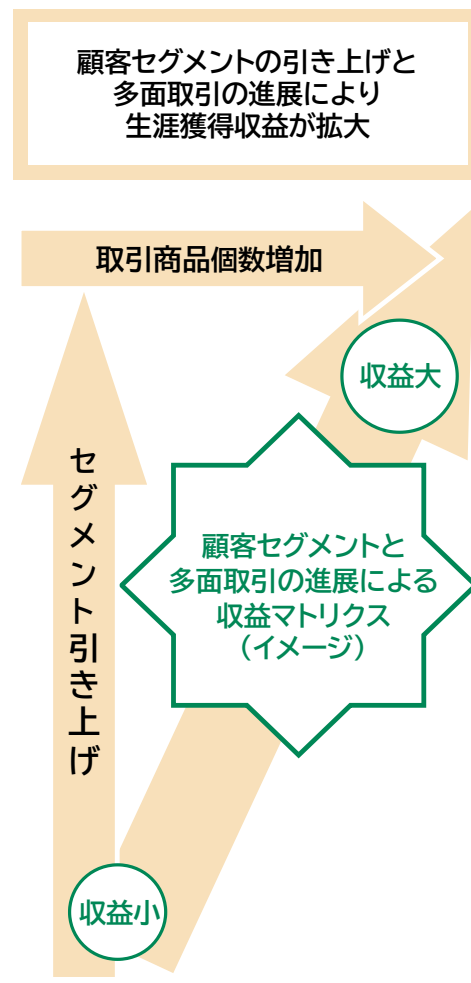 顧客セグメントの引き上げと
多面取引の進展により
生涯獲得収益が拡大
取引商品個数増加
収益大
セグメント引き上げ
顧客セグメントと
多面取引の進展による
収益マトリクス
（イメージ）
収益小